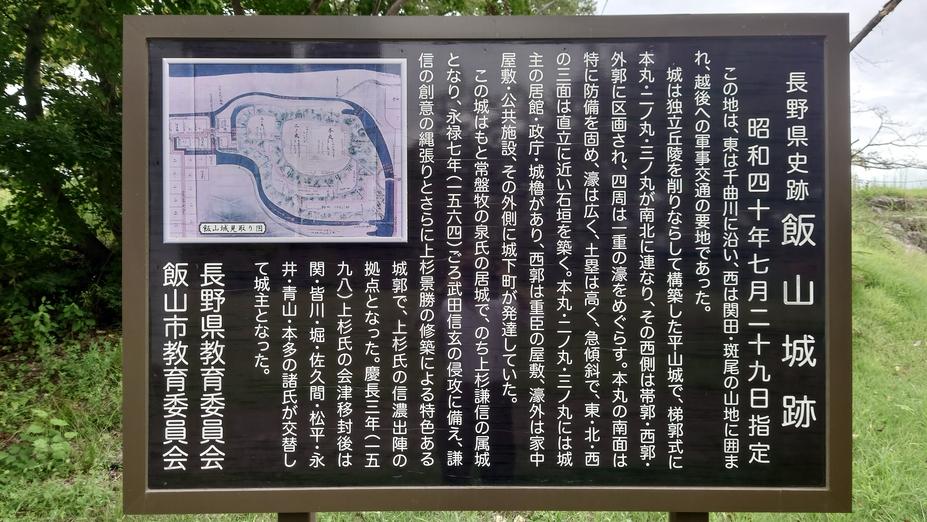 長野県史跡 飯山城跡
昭和四十年七月二十九日指定
この地は、東は千曲川に沿い、西は関田・斑尾の山地に囲ま
れ、越後への軍事交通の要地であった。
城は独立丘陵を削りならして構築した平山城で、梯郭式に
本丸・二ノ丸・三ノ丸が南北に連なり、その西側は帯郭・西郭・
外郭に区画され、四周は一重の濠をめぐらす。本丸の南面は
特に防備を固め、濠は広く、土塁は高く、急傾斜で、東・北・西
の三面は直立に近い石垣を築く。本丸・二ノ丸・三ノ丸には城
主の居館・政庁・城櫓があり、西郭は重臣の屋敷、濠外は家中
屋敷・公共施設、その外側に城下町が発達していた。
この城はもと常盤牧の泉氏の居城で、のち上杉謙信の属城
となり、永禄七年(一五六四)ごろ武田信玄の侵攻に備え、謙
信の創意の縄張りとさらに上杉景勝の修築による特色ある
城郭で、上杉氏の信濃出陣の
拠点となった。慶長三年(一五
九八)上杉氏の会津移封後は
関・皆川・堀・佐久間・松平・永
井・青山・本多の諸氏が交替し
て城主となった。
長野県教育委員会
飯山市教育委員会
飯山城見取り図